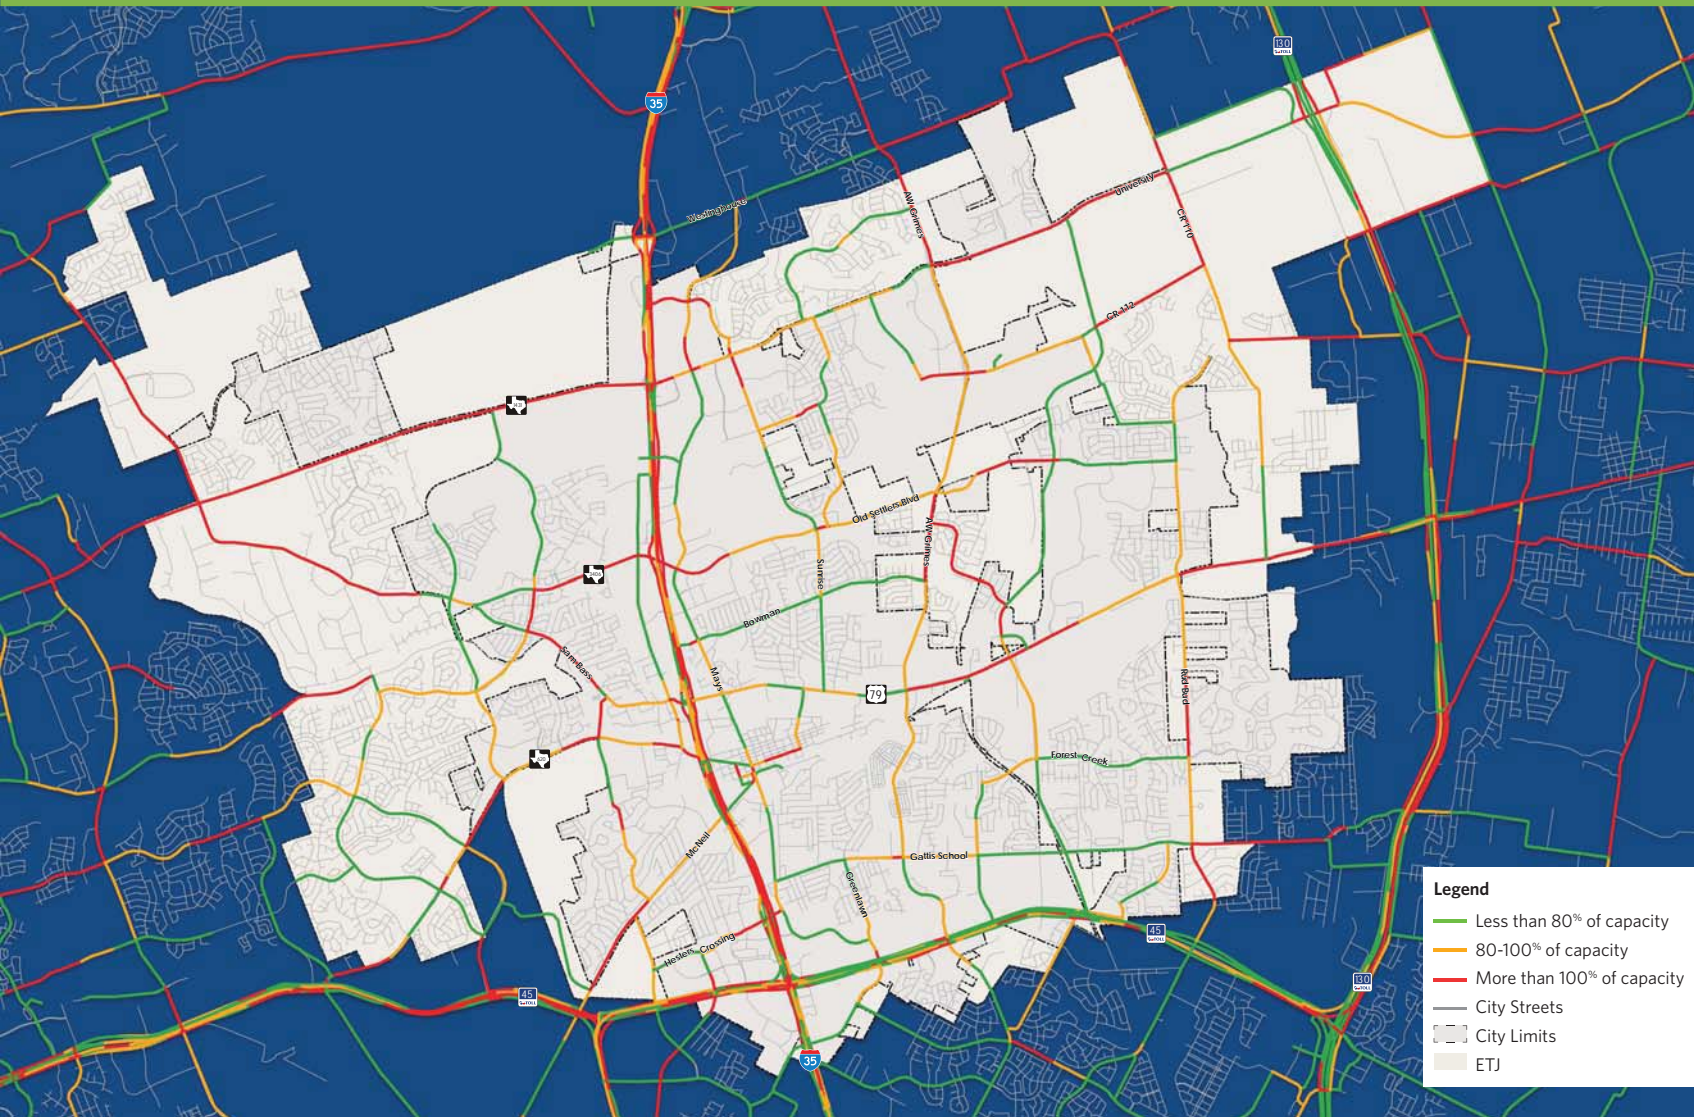 130
35
Westinghouse
University
AW Grimes
CR 110
CR 112
Old Settlers Blvd
AW Grimes
Sunrise
Bowman
Sam Bass
Mays
79
Red Bud
Forest Creek
McNeil
Gattis School
Greenlawn
Hesters Crossing
45
45
130
35
Legend
Less than 80% of capacity
80-100% of capacity
More than 100% of capacity
City Streets
City Limits
ETJ